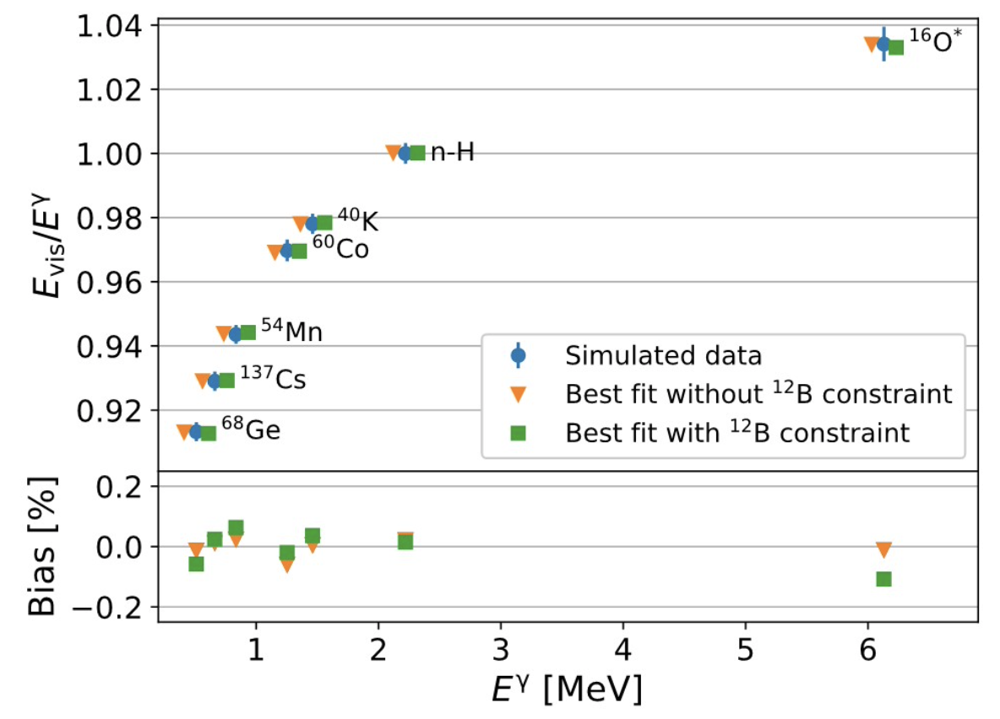 1.04
1.02
1.00
0.98
0.96
0.94
0.92
E_vis/E^γ
¹⁶O*
n-H
⁴⁰K
⁶⁰Co
⁵⁴Mn
¹³⁷Cs
⁶⁸Ge
Simulated data
Best fit without ¹²B constraint
Best fit with ¹²B constraint
0.2
0.0
−0.2
Bias [%]
1 2 3 4 5 6
E^γ [MeV]